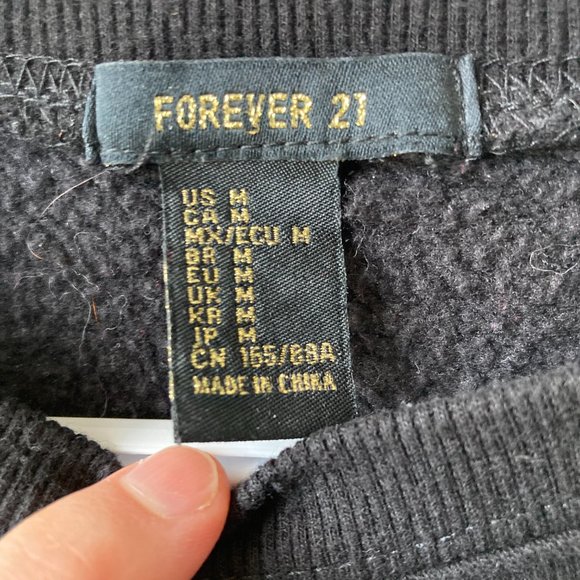 FOREVER 21
US M
CA M
MX/ECU M
BR M
EU M
UK M
KR M
JP M
CN 165/88A
MADE IN CHINA